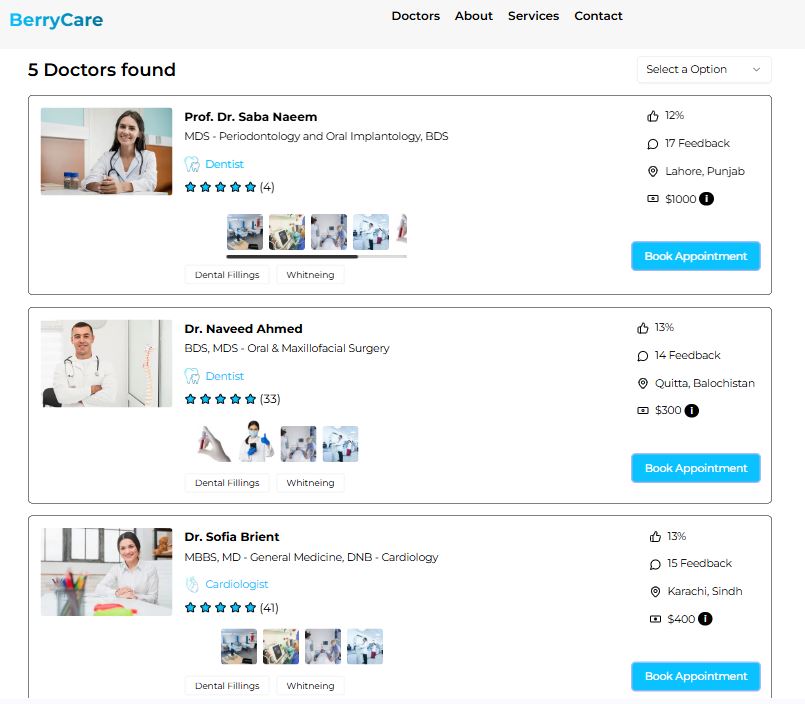 BerryCare
Doctors About Services Contact
5 Doctors found
Select a Option
Prof. Dr. Saba Naeem
MDS - Periodontology and Oral Implantology, BDS
Dentist
(4)
Dental Fillings Whitneing
12%
17 Feedback
Lahore, Punjab
$1000 i
Book Appointment
Dr. Naveed Ahmed
BDS, MDS - Oral & Maxillofacial Surgery
Dentist
(33)
Dental Fillings Whitneing
13%
14 Feedback
Quitta, Balochistan
$300 i
Book Appointment
Dr. Sofia Brient
MBBS, MD - General Medicine, DNB - Cardiology
Cardiologist
(41)
Dental Fillings Whitneing
13%
15 Feedback
Karachi, Sindh
$400 i
Book Appointment